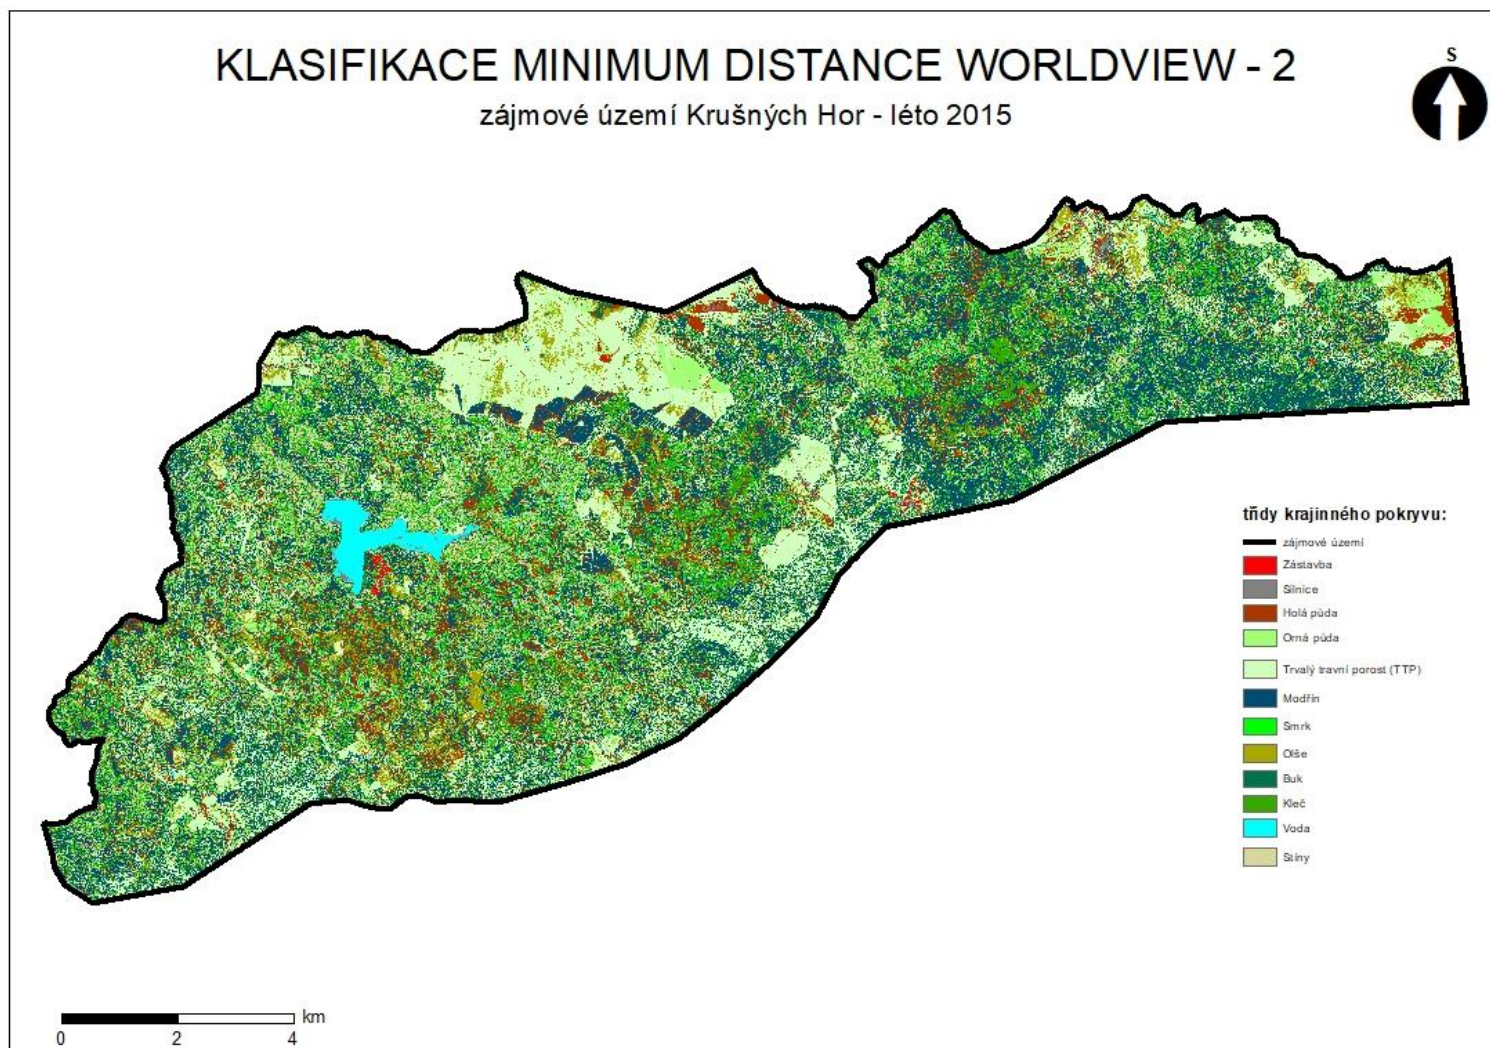 KLASIFIKACE MINIMUM DISTANCE WORLDVIEW - 2
zájmové území Krušných Hor - léto 2015
S
třídy krajinného pokryvu:
zájmové území
Zástavba
Silnice
Holá půda
Orná půda
Trvalý travní porost (TTP)
Modřín
Smrk
Olše
Buk
Kleč
Voda
Stíny
km
0 2 4